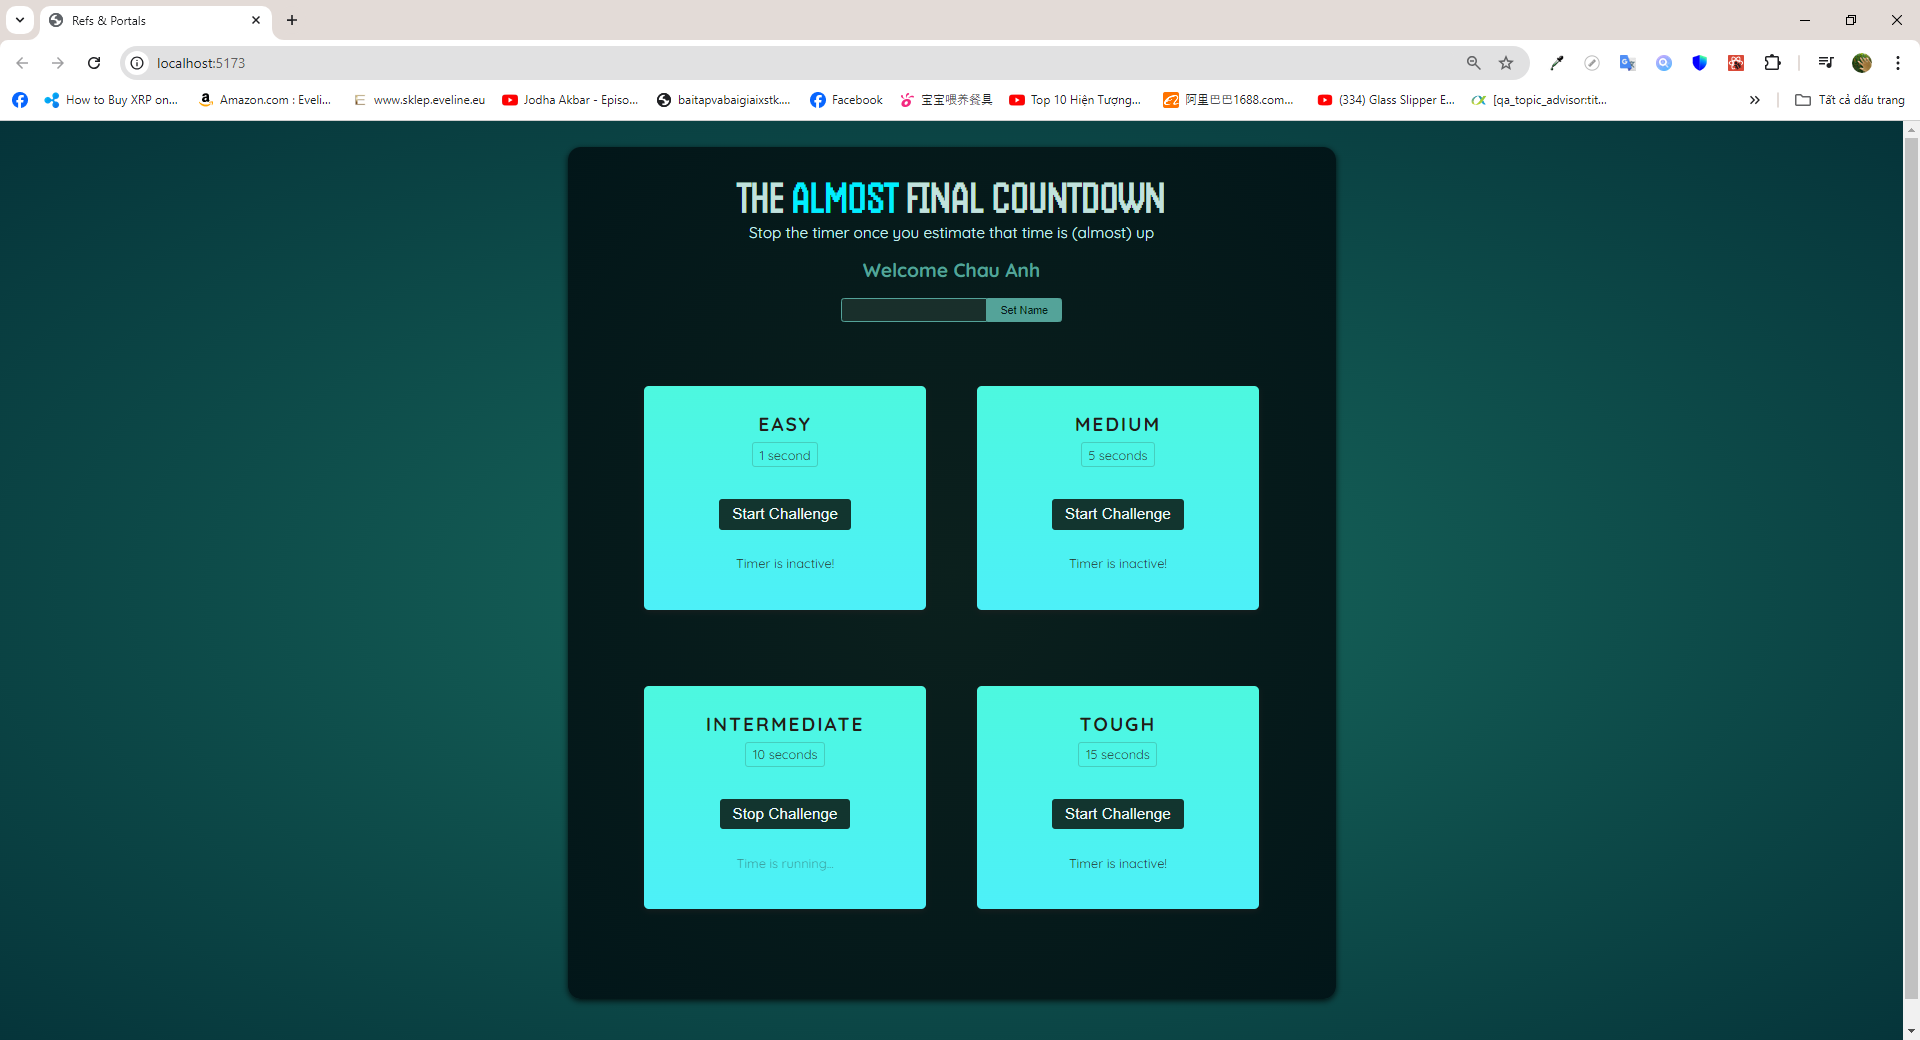 Refs & Portals
localhost:5173
How to Buy XRP on...
Amazon.com : Eveli...
www.sklep.eveline.eu
Jodha Akbar - Episo...
baitapvabaigiaixstk....
Facebook
宝宝喂养餐具
Top 10 Hiện Tượng...
阿里巴巴1688.com...
(334) Glass Slipper E...
[qa_topic_advisor:tit...
Tất cả dấu trang
THE ALMOST FINAL COUNTDOWN
Stop the timer once you estimate that time is (almost) up
Welcome Chau Anh
Set Name
EASY
1 second
Start Challenge
Timer is inactive!
MEDIUM
5 seconds
Start Challenge
Timer is inactive!
INTERMEDIATE
10 seconds
Stop Challenge
Time is running...
TOUGH
15 seconds
Start Challenge
Timer is inactive!